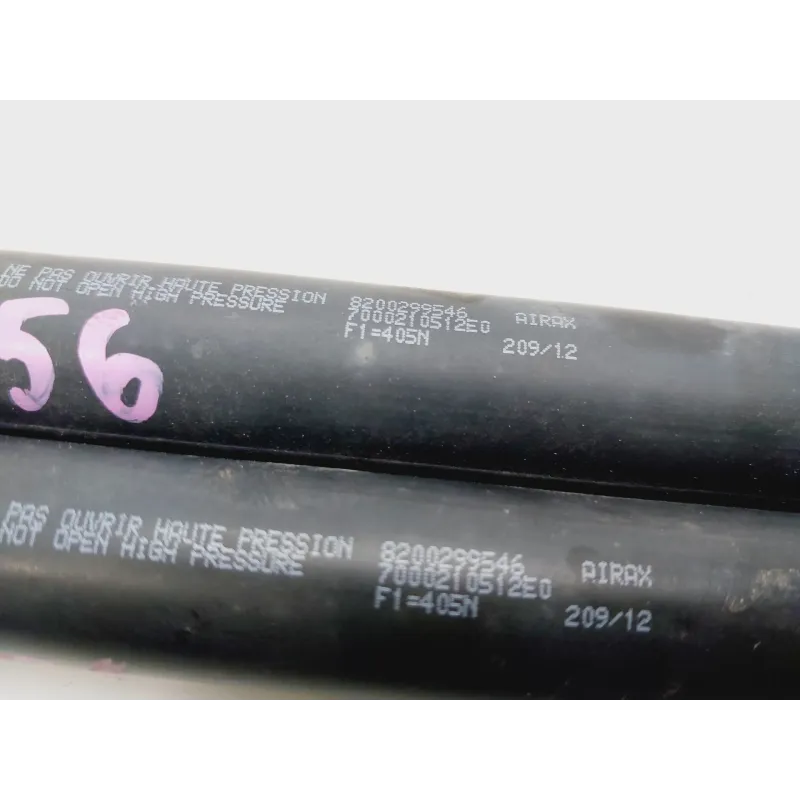 NE PAS OUVRIR HAUTE PRESSION
DO NOT OPEN HIGH PRESSURE
8200299546
7000210512E0
F1=405N
AIRAX
209/12
56
PAS OUVRIR HAUTE PRESSION
NOT OPEN HIGH PRESSURE
8200299546
7000210512E0
F1=405N
AIRAX
209/12